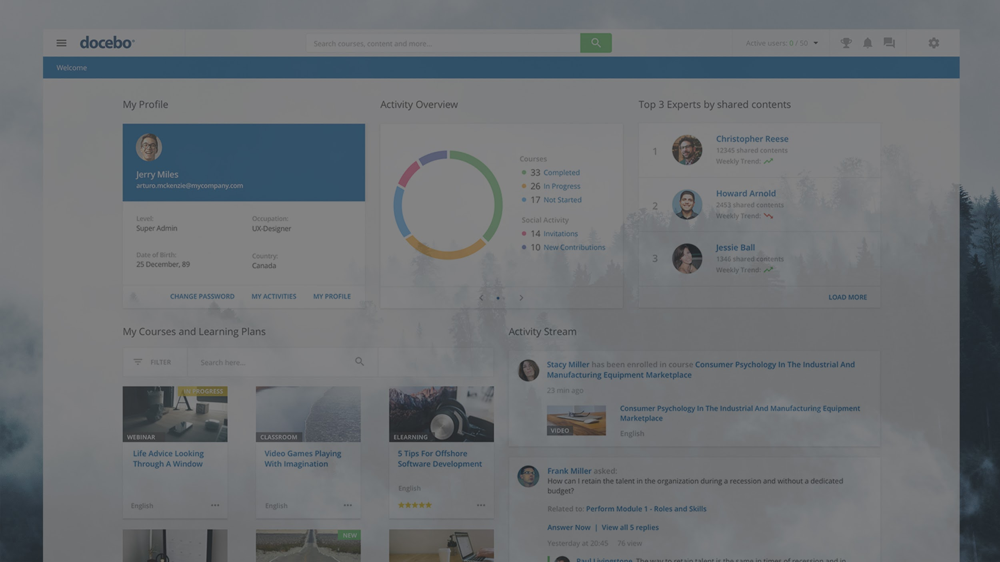 docebo®
Search courses, content and more...
Active users: 0 / 50
Welcome
My Profile
Jerry Miles
arturo.mckenzie@mycompany.com
Level:
Super Admin
Occupation:
UX-Designer
Date of Birth:
25 December, 89
Country:
Canada
CHANGE PASSWORD
MY ACTIVITIES
MY PROFILE
Activity Overview
Courses
33 Completed
26 In Progress
17 Not Started
Social Activity
14 Invitations
10 New Contributions
Top 3 Experts by shared contents
1
Christopher Reese
12345 shared contents
Weekly Trend:
2
Howard Arnold
2453 shared contents
Weekly Trend:
3
Jessie Ball
1346 shared contents
Weekly Trend:
LOAD MORE
My Courses and Learning Plans
FILTER
Search here...
IN PROGRESS
WEBINAR
Life Advice Looking
Through A Window
English
CLASSROOM
Video Games Playing
With Imagination
English
ELEARNING
5 Tips For Offshore
Software Development
English
NEW
Activity Stream
Stacy Miller has been enrolled in course Consumer Psychology In The Industrial And
Manufacturing Equipment Marketplace
23 min ago
VIDEO
Consumer Psychology In The Industrial And Manufacturing Equipment
Marketplace
English
Frank Miller asked:
How can I retain the talent in the organization during a recession and without a dedicated
budget?
Related to: Perform Module 1 - Roles and Skills
Answer Now | View all 5 replies
Yesterday at 20:45 76 view
Paul Livingstone The way to retain talent is the same in times of recession and in